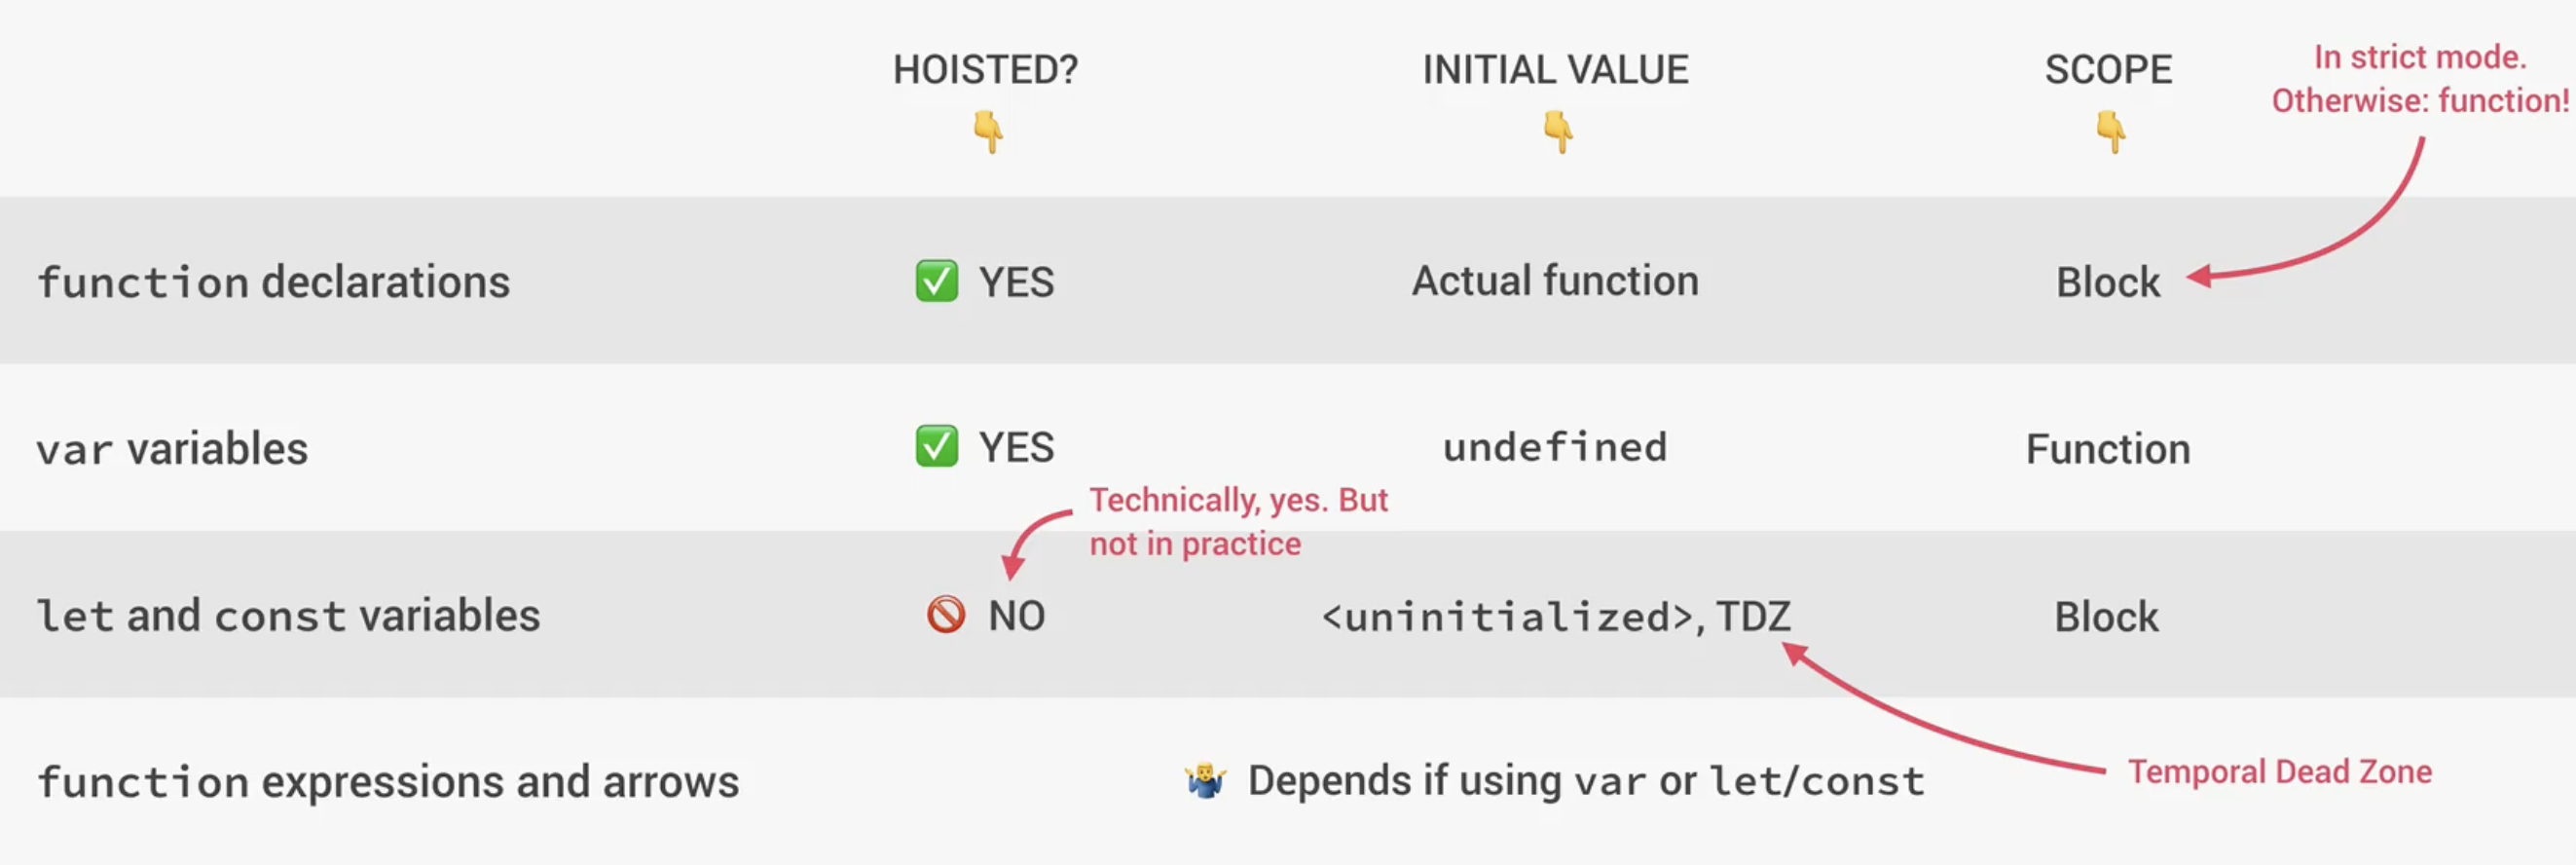 HOISTED? INITIAL VALUE SCOPE
In strict mode.
Otherwise: function!
👇 👇 👇
function declarations ✅ YES Actual function Block
var variables ✅ YES undefined Function
Technically, yes. But
not in practice
let and const variables 🚫 NO <uninitialized>, TDZ Block
function expressions and arrows 🤷‍♂️ Depends if using var or let/const
Temporal Dead Zone